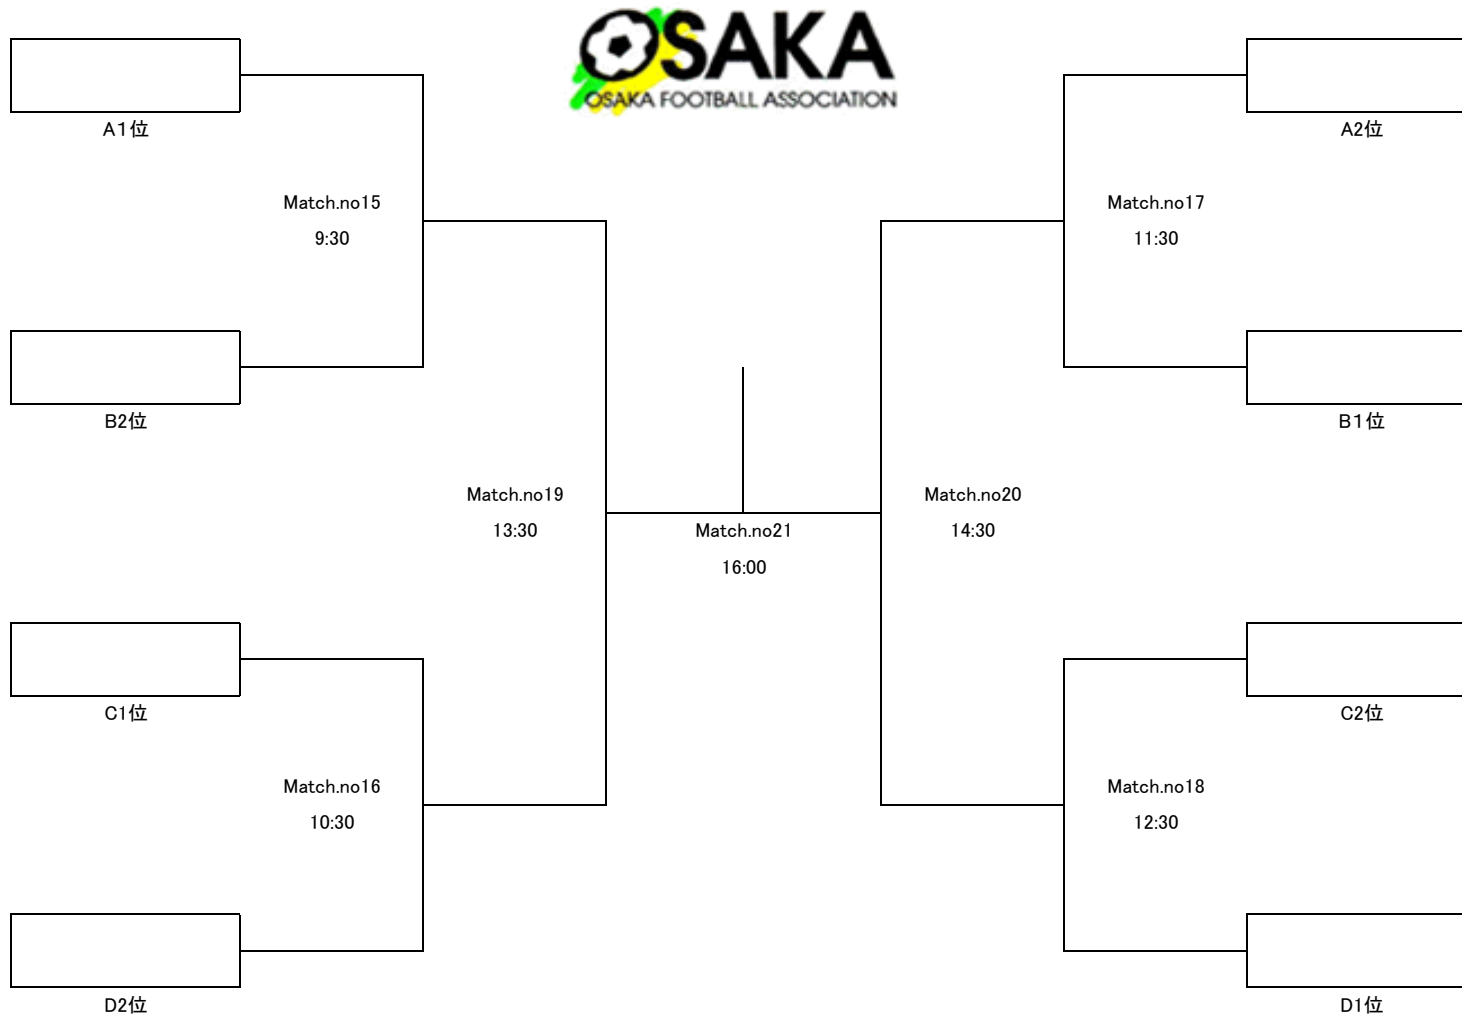 OSAKA
OSAKA FOOTBALL ASSOCIATION
A1位
A2位
Match.no15
9:30
Match.no17
11:30
B2位
B1位
Match.no19
13:30
Match.no21
16:00
Match.no20
14:30
C1位
C2位
Match.no16
10:30
Match.no18
12:30
D2位
D1位